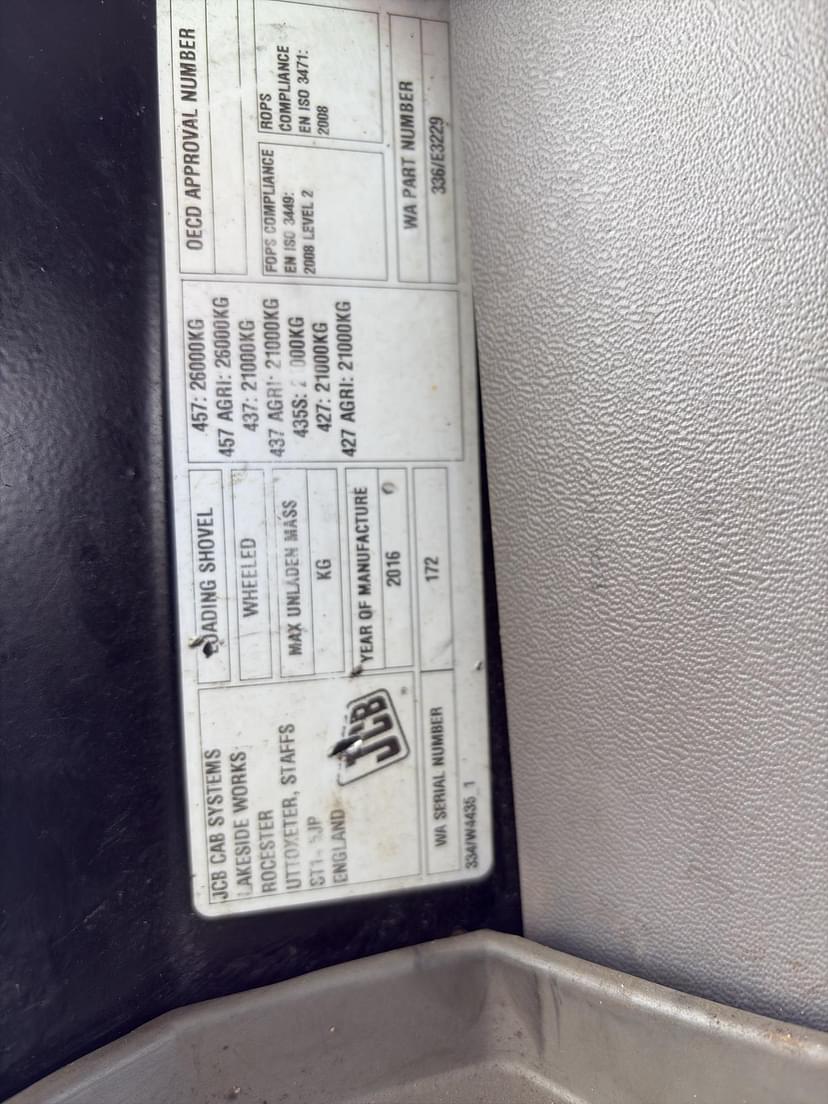 JCB CAB SYSTEMS
LAKESIDE WORKS
ROCESTER
UTTOXETER, STAFFS
ENGLAND
JCB
WA SERIAL NUMBER
172
334/W4435_1
LOADING SHOVEL
WHEELED
MAX UNLADEN MASS
KG
YEAR OF MANUFACTURE
2016
457: 26000KG
457 AGRI: 26000KG
437: 21000KG
437 AGRI: 21000KG
435S:
427: 21000KG
427 AGRI: 21000KG
OECD APPROVAL NUMBER
FOPS COMPLIANCE
EN ISO 3449:
2008 LEVEL 2
ROPS
COMPLIANCE
EN ISO 3471:
2008
WA PART NUMBER
336/E3229